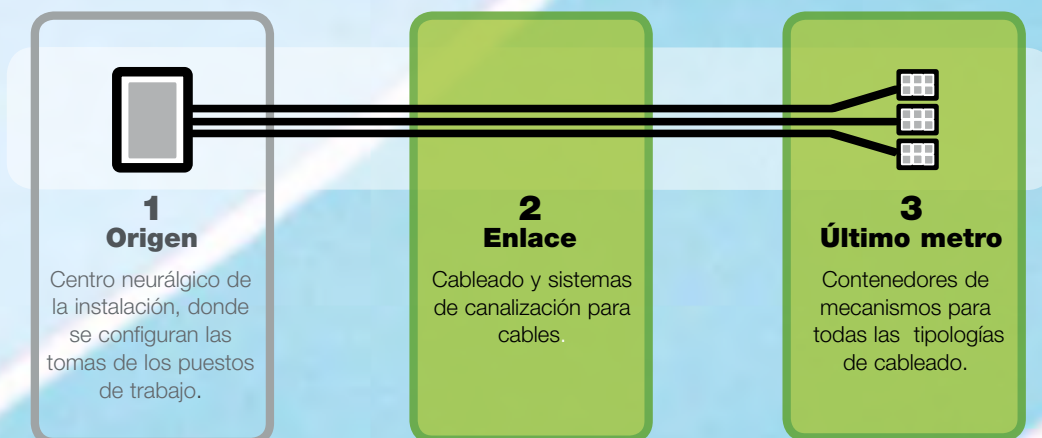 1
Origen
Centro neurálgico de
la instalación, donde
se configuran las
tomas de los puestos
de trabajo.
2
Enlace
Cableado y sistemas
de canalización para
cables.
3
Último metro
Contenedores de
mecanismos para
todas las tipologías
de cableado.